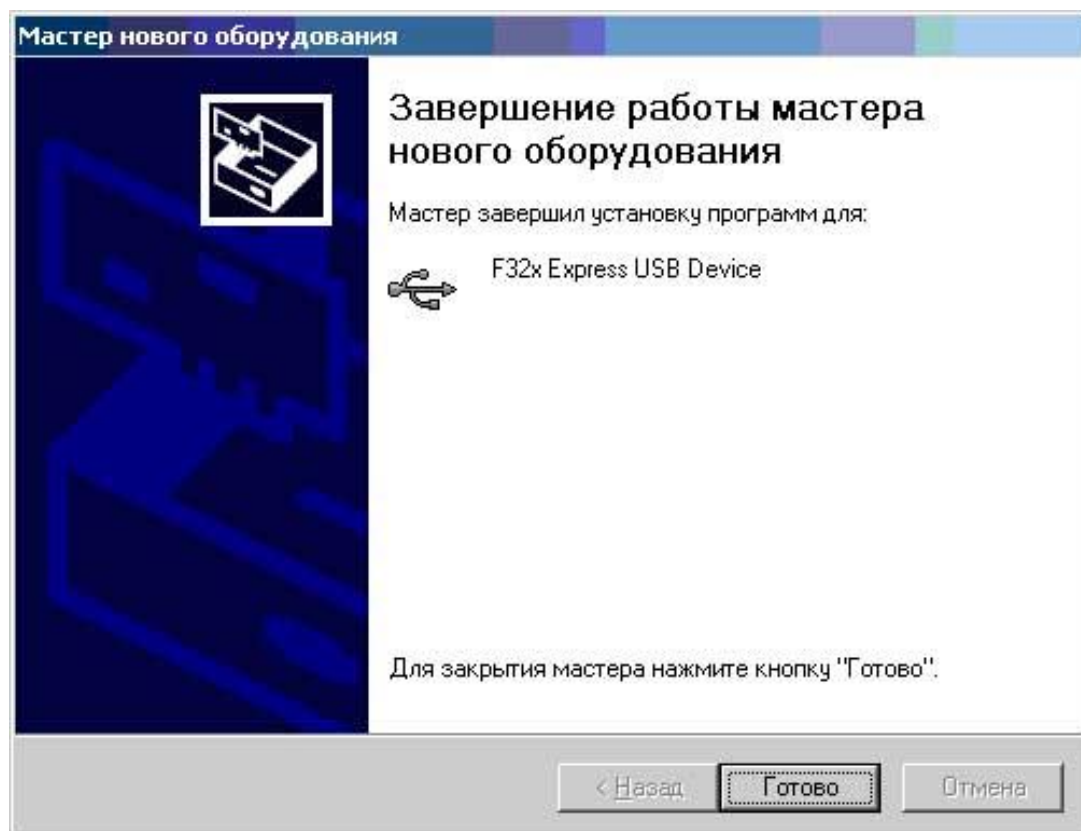 Мастер нового оборудования
Завершение работы мастера
нового оборудования
Мастер завершил установку программ для:
F32x Express USB Device
Для закрытия мастера нажмите кнопку "Готово".
< Назад
Готово
Отмена